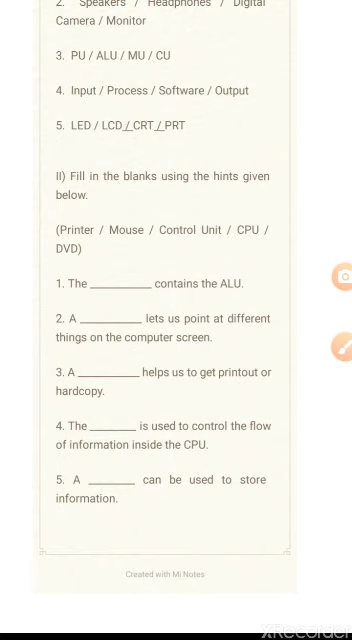 2. Speakers / Headphones / Digital
Camera / Monitor
3. PU / ALU / MU / CU
4. Input / Process / Software / Output
5. LED / LCD / CRT / PRT
II) Fill in the blanks using the hints given
below.
(Printer / Mouse / Control Unit / CPU /
DVD)
1. The __________ contains the ALU.
2. A __________ lets us point at different
things on the computer screen.
3. A __________ helps us to get printout or
hardcopy.
4. The ________ is used to control the flow
of information inside the CPU.
5. A ________ can be used to store
information.
Created with Mi Notes
XRecorder